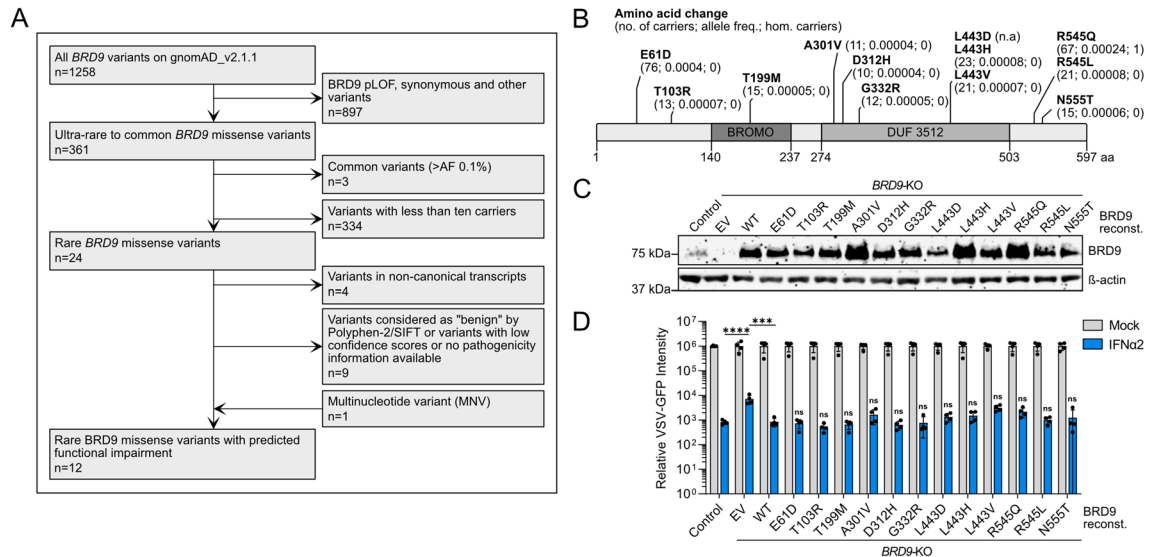 A
All BRD9 variants on gnomAD_v2.1.1
n=1258
BRD9 pLOF, synonymous and other
variants
n=897
Ultra-rare to common BRD9 missense variants
n=361
Common variants (>AF 0.1%)
n=3
Variants with less than ten carriers
n=334
Rare BRD9 missense variants
n=24
Variants in non-canonical transcripts
n=4
Variants considered as "benign" by
Polyphen-2/SIFT or variants with low
confidence scores or no pathogenicity
information available
n=9
Multinucleotide variant (MNV)
n=1
Rare BRD9 missense variants with predicted
functional impairment
n=12
B
Amino acid change
(no. of carriers; allele freq.; hom. carriers)
E61D
(76; 0.0004; 0)
T103R
(13; 0.00007; 0)
T199M
(15; 0.00005; 0)
A301V (11; 0.00004; 0)
D312H
(10; 0.00004; 0)
G332R
(12; 0.00005; 0)
L443D (n.a)
L443H
(23; 0.00008; 0)
L443V
(21; 0.00007; 0)
R545Q
(67; 0.00024; 1)
R545L
(21; 0.00008; 0)
N555T
(15; 0.00006; 0)
BROMO
DUF 3512
1
140
237
274
503
597 aa
C
BRD9-KO
Control
EV
WT
E61D
T103R
T199M
A301V
D312H
G332R
L443D
L443H
L443V
R545Q
R545L
N555T
BRD9
reconst.
75 kDa
BRD9
37 kDa
ß-actin
D
Relative VSV-GFP Intensity
10⁷
10⁶
10⁵
10⁴
10³
10²
10¹
10⁰
****
***
ns
ns
ns
ns
ns
ns
ns
ns
ns
ns
ns
ns
Mock
IFNα2
Control
EV
WT
E61D
T103R
T199M
A301V
D312H
G332R
L443D
L443H
L443V
R545Q
R545L
N555T
BRD9
reconst.
BRD9-KO